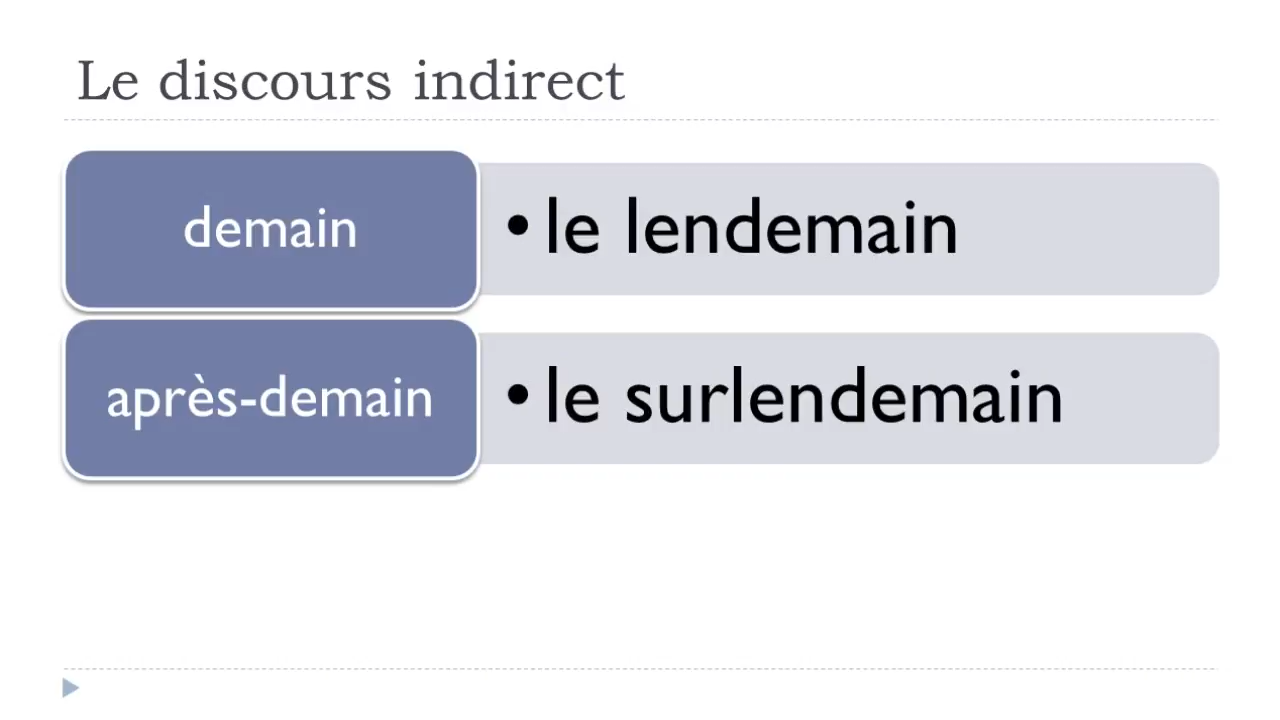 Le discours indirect
demain
• le lendemain
après-demain
• le surlendemain